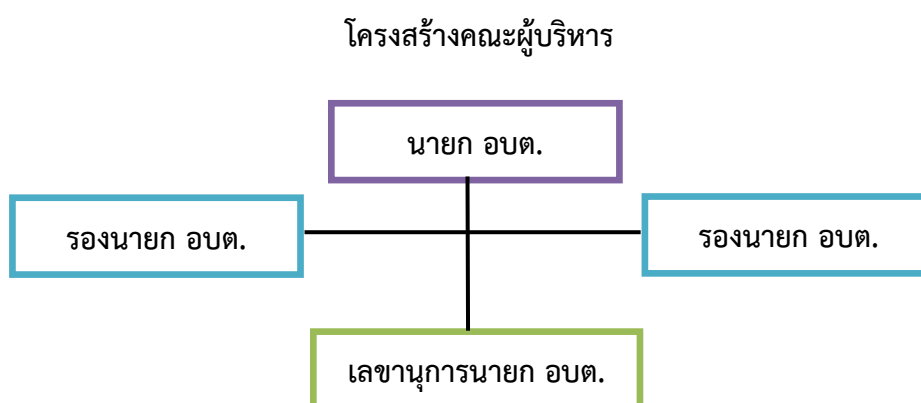 โครงสร้างคณะผู้บริหาร
นายก อบต.
รองนายก อบต.
รองนายก อบต.
เลขานุการนายก อบต.